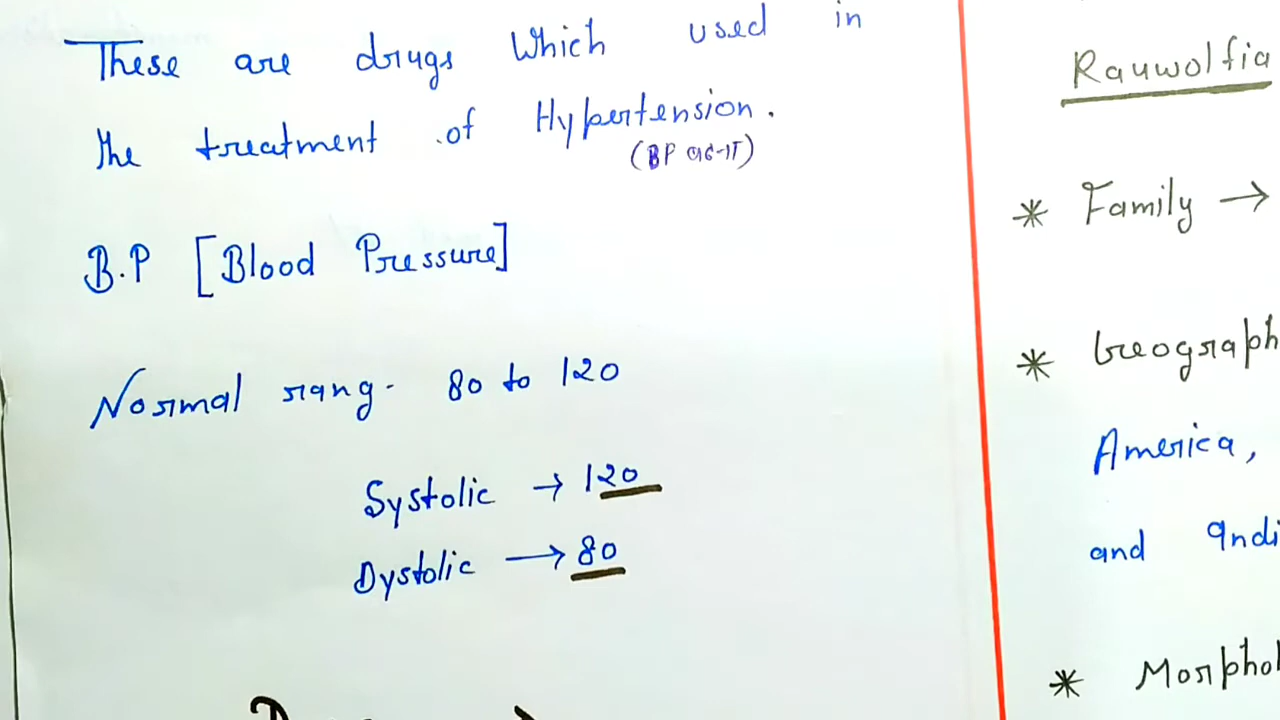 These are drugs Which used in
the treatment of Hypertension.
B.P [Blood Pressure]
Normal rang- 80 to 120
Systolic → 120
Dystolic → 80
Rauwolfia
* Family →
* Geograph
America,
and Indi
* Morphol